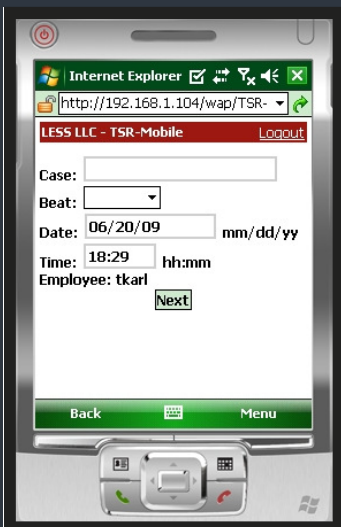 Internet Explorer
http://192.168.1.104/wap/TSR-
LESS LLC - TSR-Mobile Logout
Case:
Beat:
Date: 06/20/09 mm/dd/yy
Time: 18:29 hh:mm
Employee: tkarl
Next
Back Menu